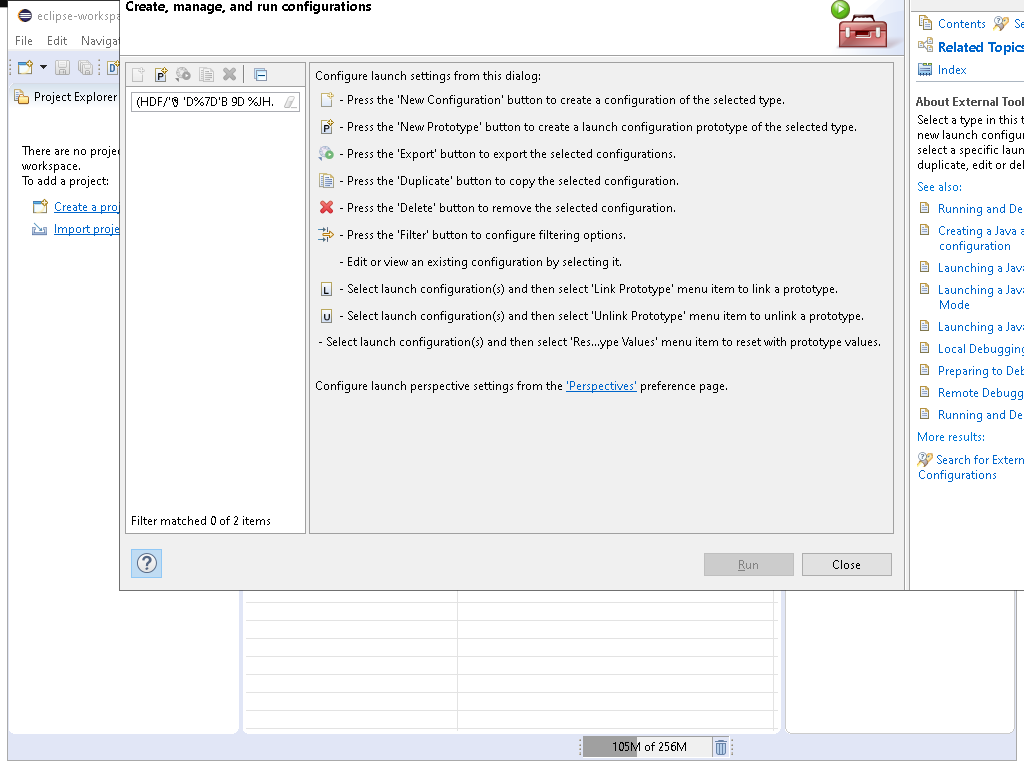 Create, manage, and run configurations
eclipse-workspa
File Edit Navigat
Project Explorer
There are no projec
workspace.
To add a project:
Create a proj
Import proje
Filter matched 0 of 2 items
Configure launch settings from this dialog:
- Press the 'New Configuration' button to create a configuration of the selected type.
- Press the 'New Prototype' button to create a launch configuration prototype of the selected type.
- Press the 'Export' button to export the selected configurations.
- Press the 'Duplicate' button to copy the selected configuration.
- Press the 'Delete' button to remove the selected configuration.
- Press the 'Filter' button to configure filtering options.
- Edit or view an existing configuration by selecting it.
- Select launch configuration(s) and then select 'Link Prototype' menu item to link a prototype.
- Select launch configuration(s) and then select 'Unlink Prototype' menu item to unlink a prototype.
- Select launch configuration(s) and then select 'Res...ype Values' menu item to reset with prototype values.
Configure launch perspective settings from the 'Perspectives' preference page.
Run Close
Contents Se
Related Topics
Index
About External Tool
Select a type in this t
new launch configur
select a specific laun
duplicate, edit or del
See also:
Running and De
Creating a Java a
configuration
Launching a Java
Launching a Java
Mode
Launching a Java
Local Debugging
Preparing to Deb
Remote Debugg
Running and De
More results:
Search for Extern
Configurations
105M of 256M